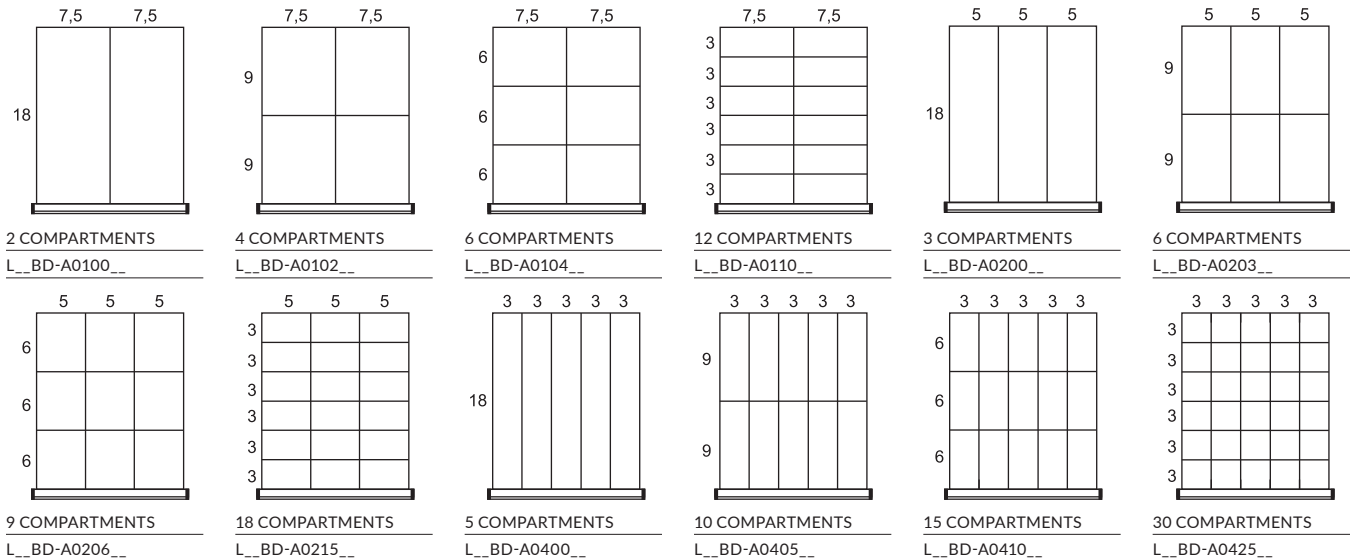 7,5 7,5
18
2 COMPARTMENTS
L__BD-A0100__
7,5 7,5
9
9
4 COMPARTMENTS
L__BD-A0102__
7,5 7,5
6
6
6
6 COMPARTMENTS
L__BD-A0104__
7,5 7,5
3
3
3
3
3
3
12 COMPARTMENTS
L__BD-A0110__
5 5 5
18
3 COMPARTMENTS
L__BD-A0200__
5 5 5
9
9
6 COMPARTMENTS
L__BD-A0203__
5 5 5
6
6
6
9 COMPARTMENTS
L__BD-A0206__
5 5 5
3
3
3
3
3
3
18 COMPARTMENTS
L__BD-A0215__
3 3 3 3 3
18
5 COMPARTMENTS
L__BD-A0400__
3 3 3 3 3
9
9
10 COMPARTMENTS
L__BD-A0405__
3 3 3 3 3
6
6
6
15 COMPARTMENTS
L__BD-A0410__
3 3 3 3 3
3
3
3
3
3
3
30 COMPARTMENTS
L__BD-A0425__